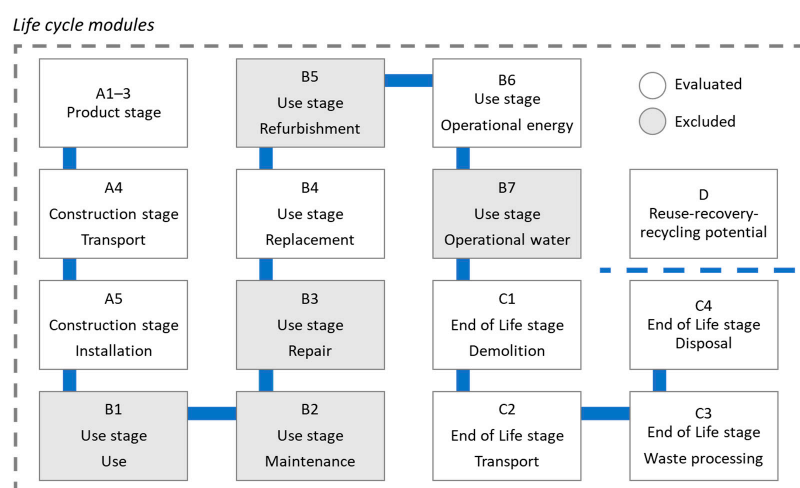 Life cycle modules
A1–3
Product stage
A4
Construction stage
Transport
A5
Construction stage
Installation
B1
Use stage
Use
B5
Use stage
Refurbishment
B4
Use stage
Replacement
B3
Use stage
Repair
B2
Use stage
Maintenance
B6
Use stage
Operational energy
B7
Use stage
Operational water
C1
End of Life stage
Demolition
C2
End of Life stage
Transport
Evaluated
Excluded
D
Reuse-recovery-
recycling potential
C4
End of Life stage
Disposal
C3
End of Life stage
Waste processing